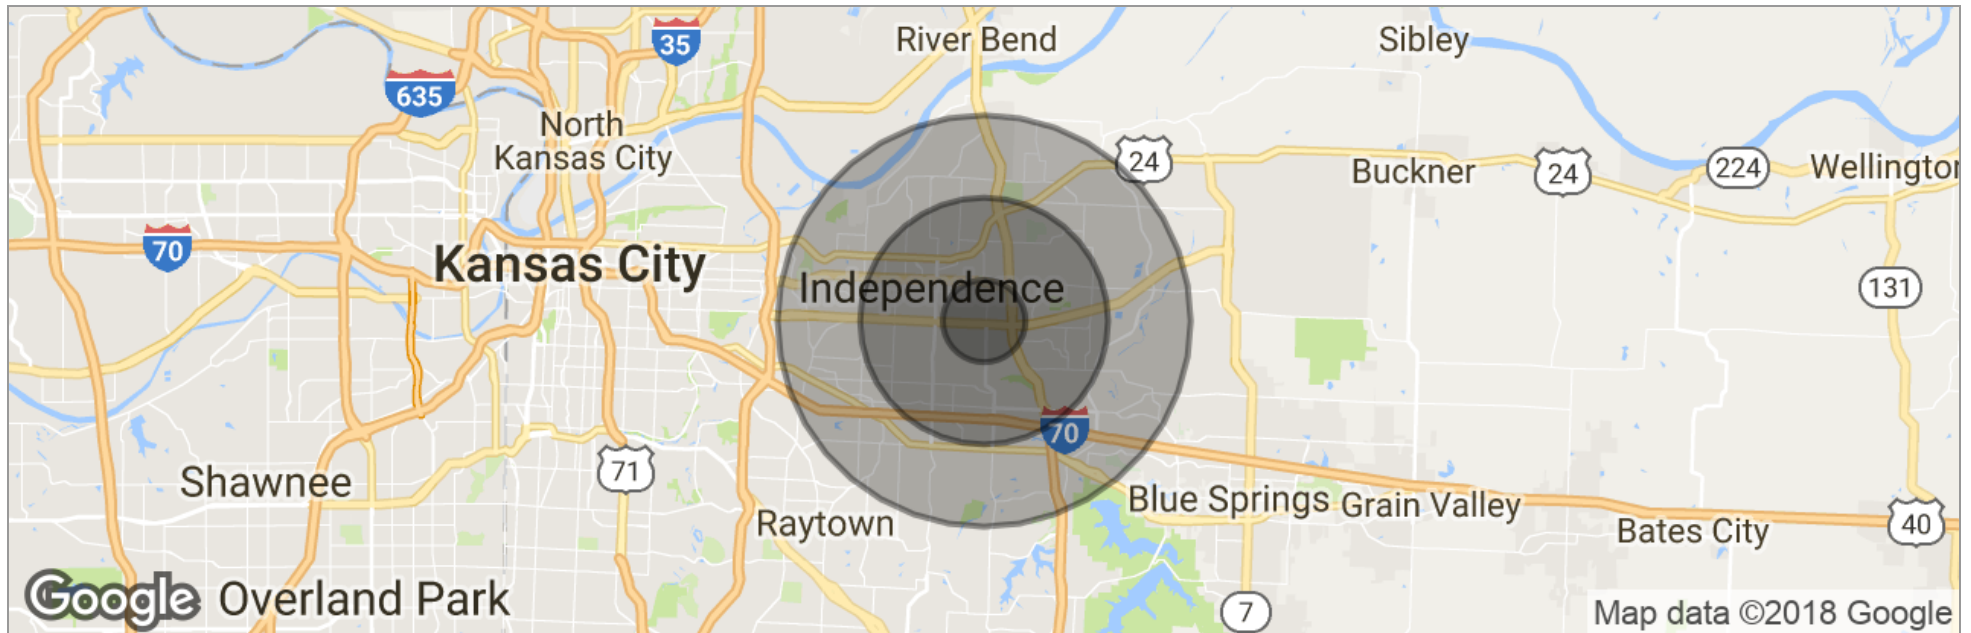 35
River Bend
Sibley
635
North
Kansas City
24
Buckner
24
224
Wellington
70
Kansas City
Independence
131
70
71
Shawnee
Raytown
Blue Springs
Grain Valley
Bates City
40
Google
Overland Park
7
Map data ©2018 Google